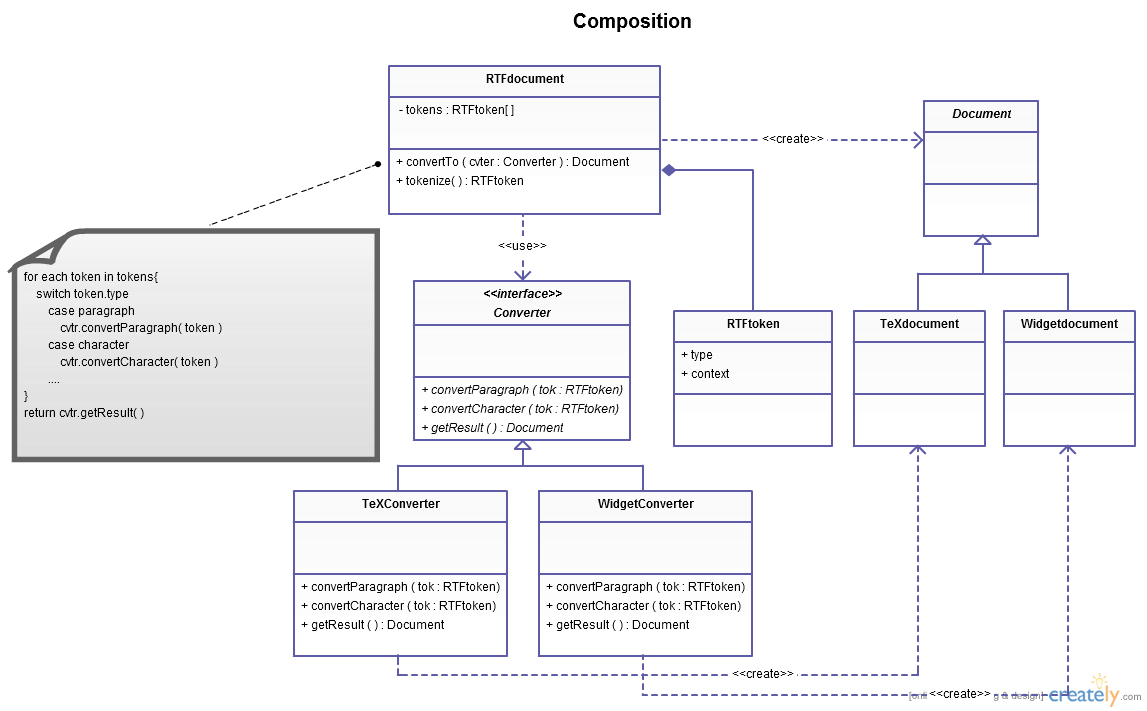 Composition
RTFdocument
- tokens : RTFtoken[ ]
+ convertTo ( cvter : Converter ) : Document
+ tokenize( ) : RTFtoken
<<create>>
Document
<<use>>
for each token in tokens{
switch token.type
case paragraph
cvtr.convertParagraph( token )
case character
cvtr.convertCharacter( token )
....
}
return cvtr.getResult( )
<<interface>>
Converter
+ convertParagraph ( tok : RTFtoken)
+ convertCharacter ( tok : RTFtoken)
+ getResult ( ) : Document
RTFtoken
+ type
+ context
TeXdocument
Widgetdocument
TeXConverter
+ convertParagraph ( tok : RTFtoken)
+ convertCharacter ( tok : RTFtoken)
+ getResult ( ) : Document
WidgetConverter
+ convertParagraph ( tok : RTFtoken)
+ convertCharacter ( tok : RTFtoken)
+ getResult ( ) : Document
<<create>>
<<create>>
g & design]
creately.com